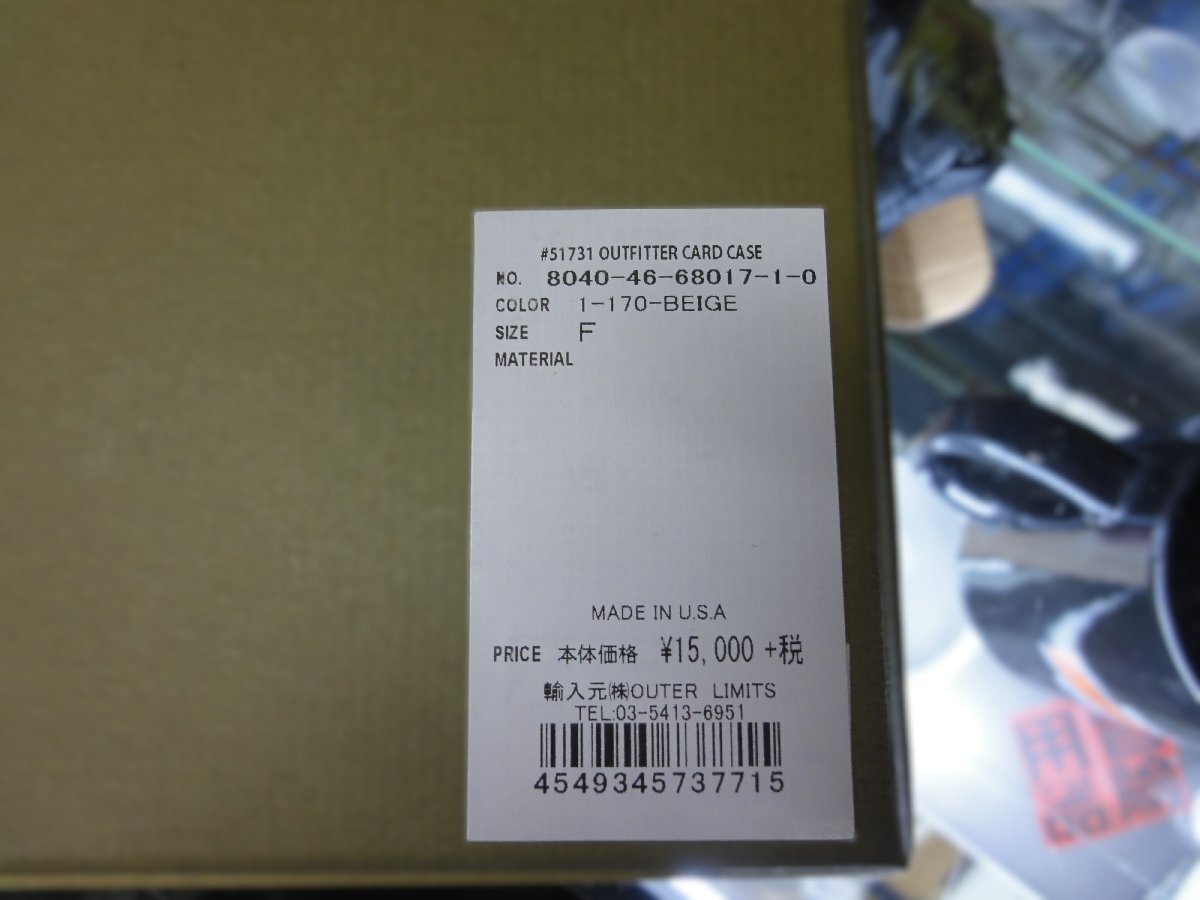 #51731 OUTFITTER CARD CASE
NO. 8040-46-68017-1-0
COLOR 1-170-BEIGE
SIZE F
MATERIAL
MADE IN U.S.A
PRICE 本体価格 ¥15,000 +税
輸入元㈱OUTER LIMITS
TEL:03-5413-6951
4549345737715